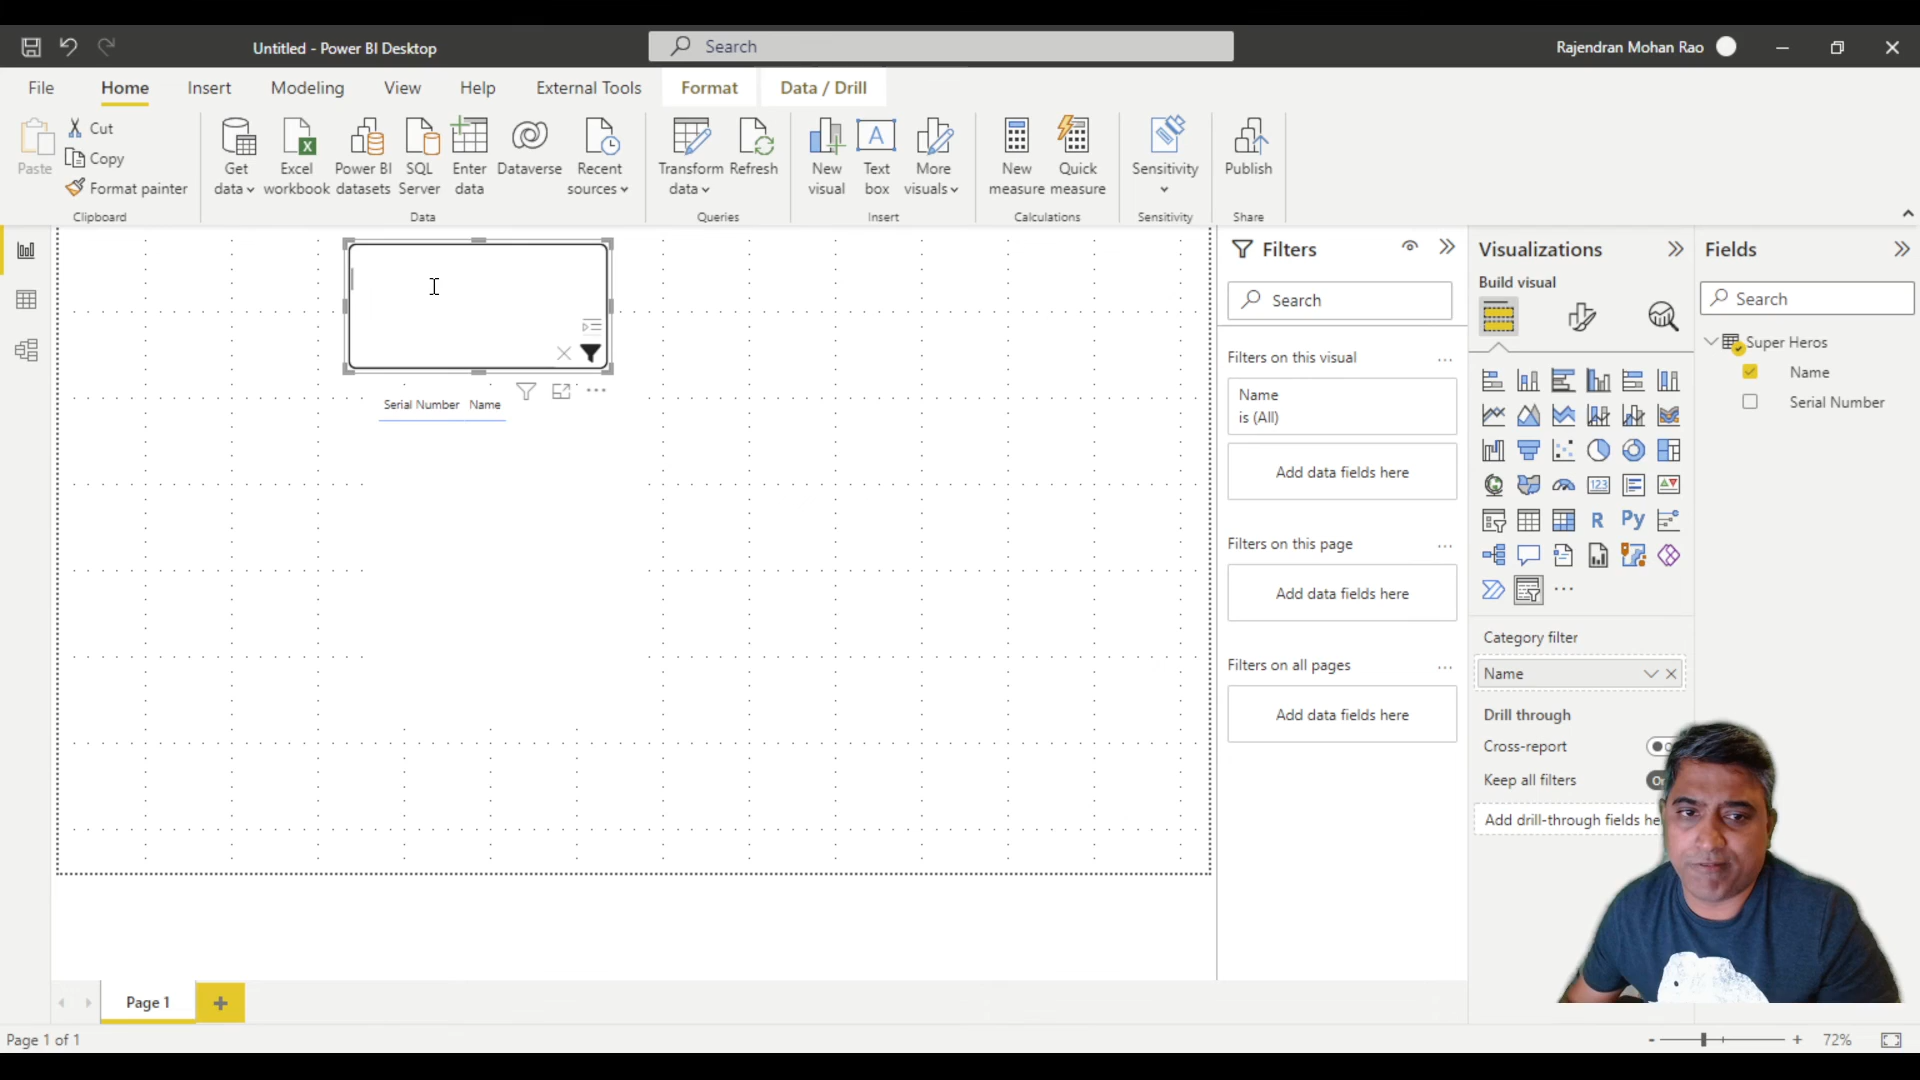 Untitled - Power BI Desktop
Search
Rajendran Mohan Rao
File
Home
Insert
Modeling
View
Help
External Tools
Format
Data / Drill
Paste
Cut
Copy
Format painter
Clipboard
Get data
Excel workbook
Power BI datasets
SQL Server
Enter data
Dataverse
Recent sources
Data
Transform data
Refresh
Queries
New visual
Text box
More visuals
Insert
New measure
Quick measure
Calculations
Sensitivity
Sensitivity
Publish
Share
Serial Number Name
Filters
Search
Filters on this visual
Name
is (All)
Add data fields here
Filters on this page
Add data fields here
Filters on all pages
Add data fields here
Visualizations
Build visual
123
R
Py
Category filter
Name
Drill through
Cross-report
Keep all filters
Add drill-through fields he
Fields
Search
Super Heros
Name
Serial Number
Page 1
Page 1 of 1
72%